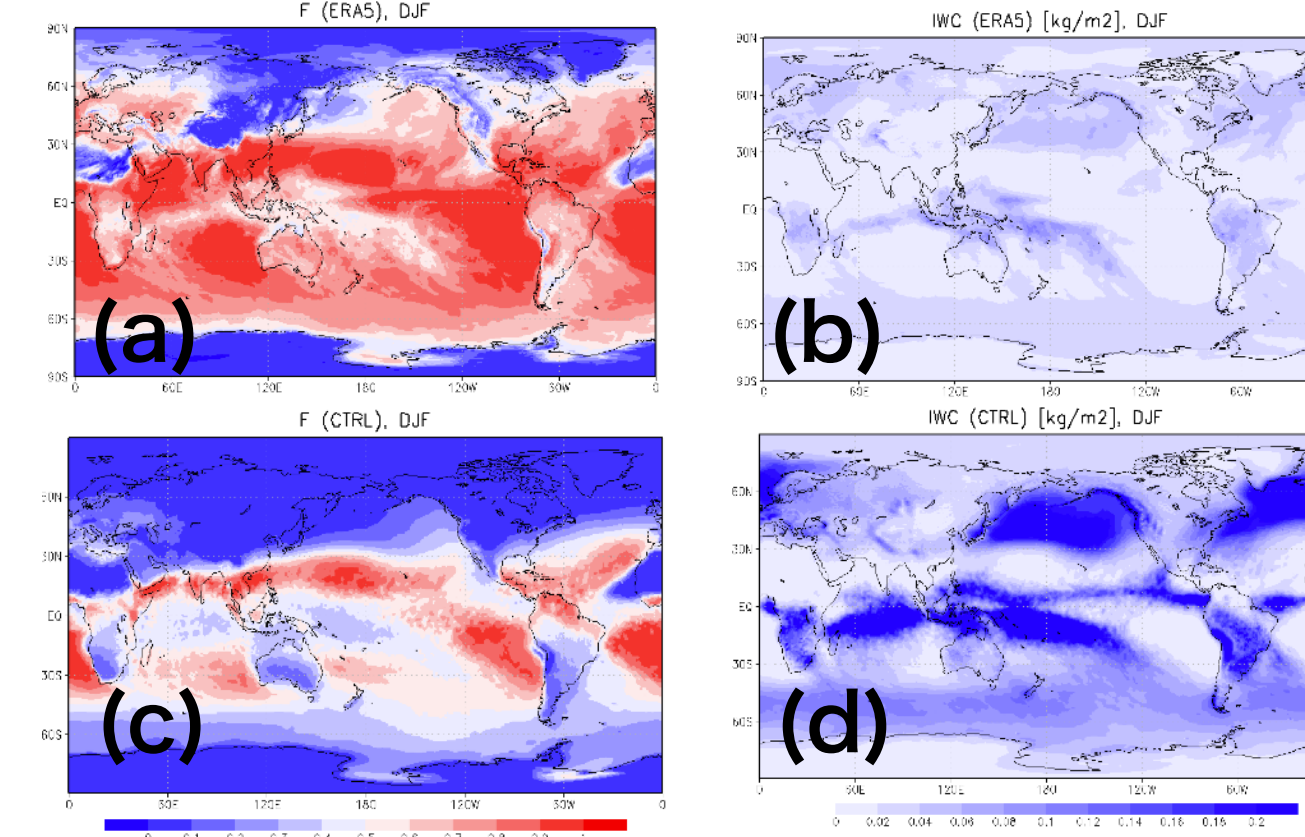 F (ERA5), DJF
IWC (ERA5) [kg/m2], DJF
90N
60N
30N
EQ
30S
60S
90S
0 60E 120E 180 120W 0
(a)
90N
60N
30N
EQ
30S
60S
90S
0 60E 120E 180 120W 60W
(b)
F (CTRL), DJF
IWC (CTRL) [kg/m2], DJF
60N
30N
EQ
30S
60S
0 120E 180 120W 0
(c)
60N
30N
EQ
30S
60S
0 60E 120E 180 120W 60W
(d)
0 0.02 0.04 0.06 0.08 0.1 0.12 0.14 0.16 0.2